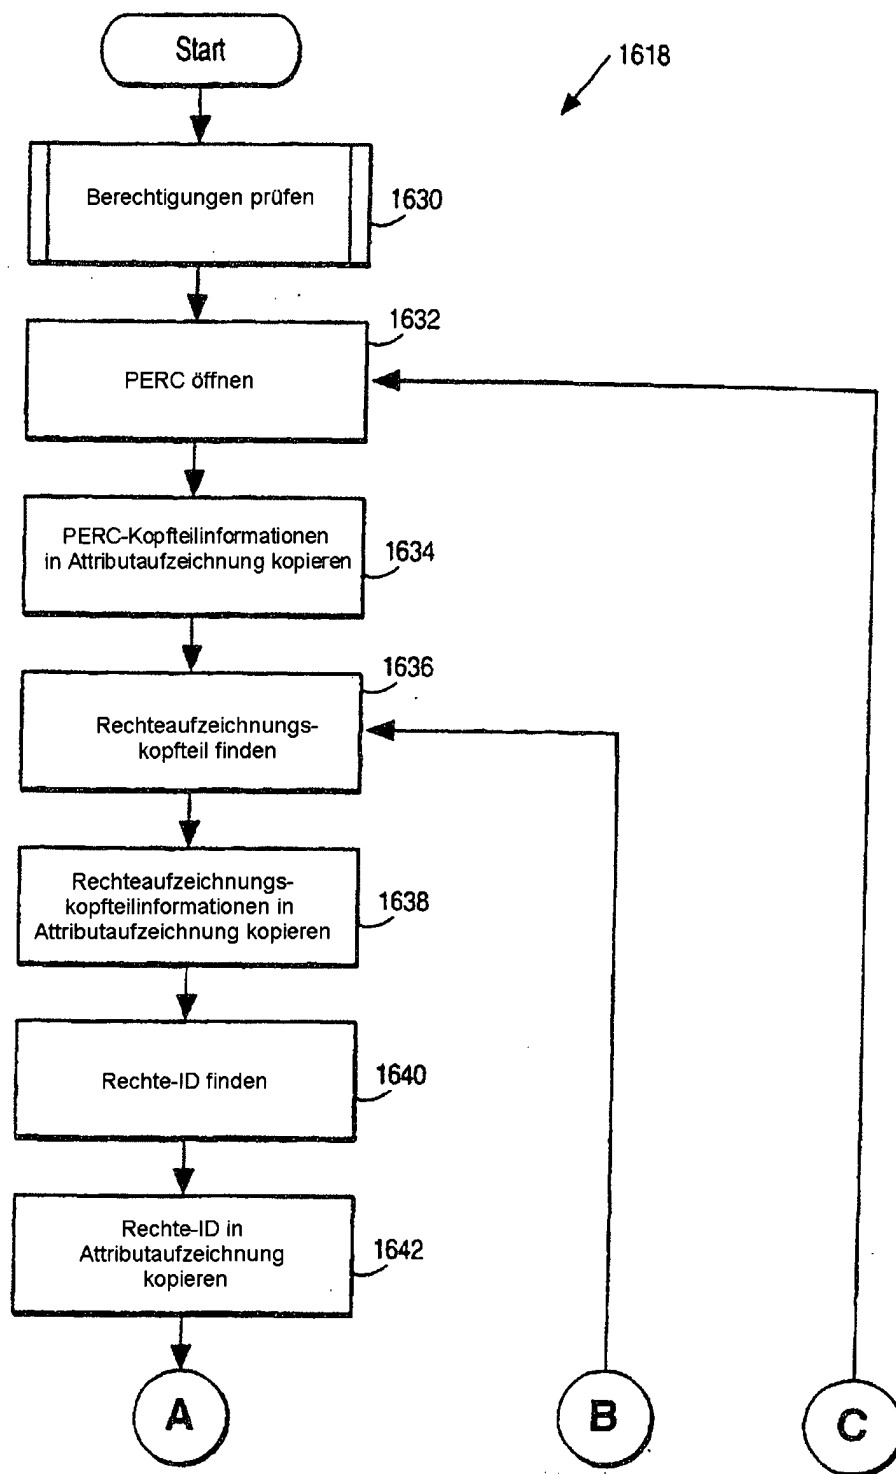 Start
1618
Berechtigungen prüfen
1630
1632
PERC öffnen
PERC-Kopfteilinformationen
in Attributaufzeichnung kopieren
1634
1636
Rechteaufzeichnungs-
kopfteil finden
Rechteaufzeichnungs-
kopfteilinformationen in
Attributaufzeichnung kopieren
1638
Rechte-ID finden
1640
Rechte-ID in
Attributaufzeichnung
kopieren
1642
A
B
C